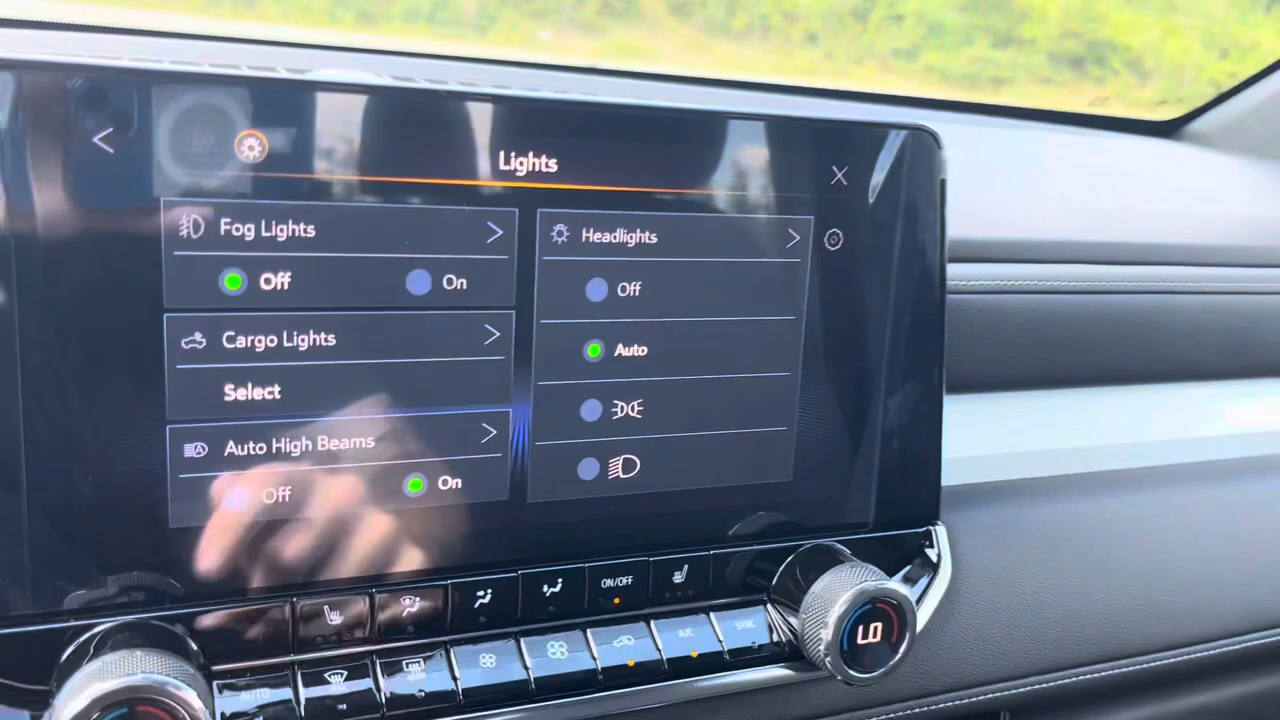 Lights
Fog Lights
Off On
Cargo Lights
Select
Auto High Beams
Off On
Headlights
Off
Auto
ON/OFF
AUTO
A/C
SYNC
LO